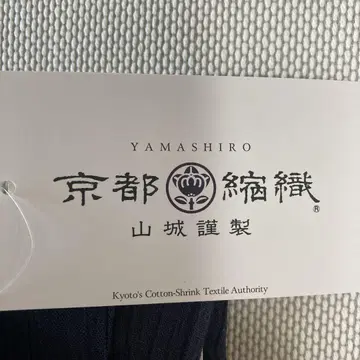 YAMASHIRO
京都縮織®
山城謹製
Kyoto's Cotton-Shrink Textile Authority